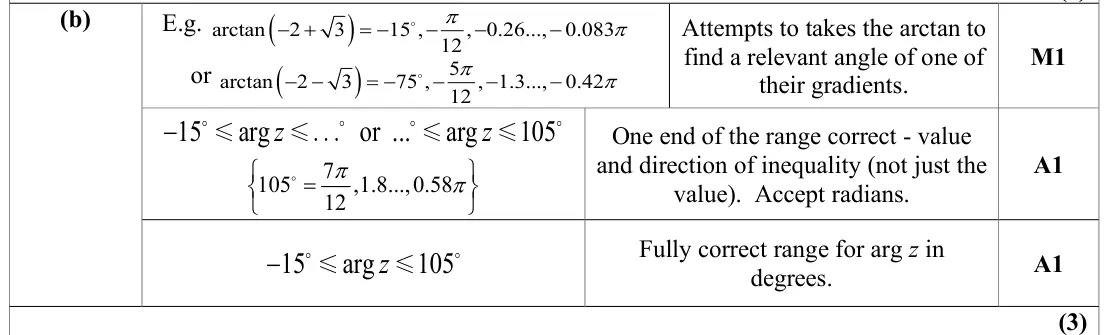 (b)
E.g. arctan(−2 + √3) = −15°, −π/12, −0.26..., −0.083π
or arctan(−2 − √3) = −75°, −5π/12, −1.3..., −0.42π
Attempts to takes the arctan to
find a relevant angle of one of
their gradients.
M1
−15° ⩽ arg z ⩽ ...° or ...° ⩽ arg z ⩽ 105°
{105° = 7π/12, 1.8..., 0.58π}
One end of the range correct - value
and direction of inequality (not just the
value). Accept radians.
A1
−15° ⩽ arg z ⩽ 105°
Fully correct range for arg z in
degrees.
A1
(3)